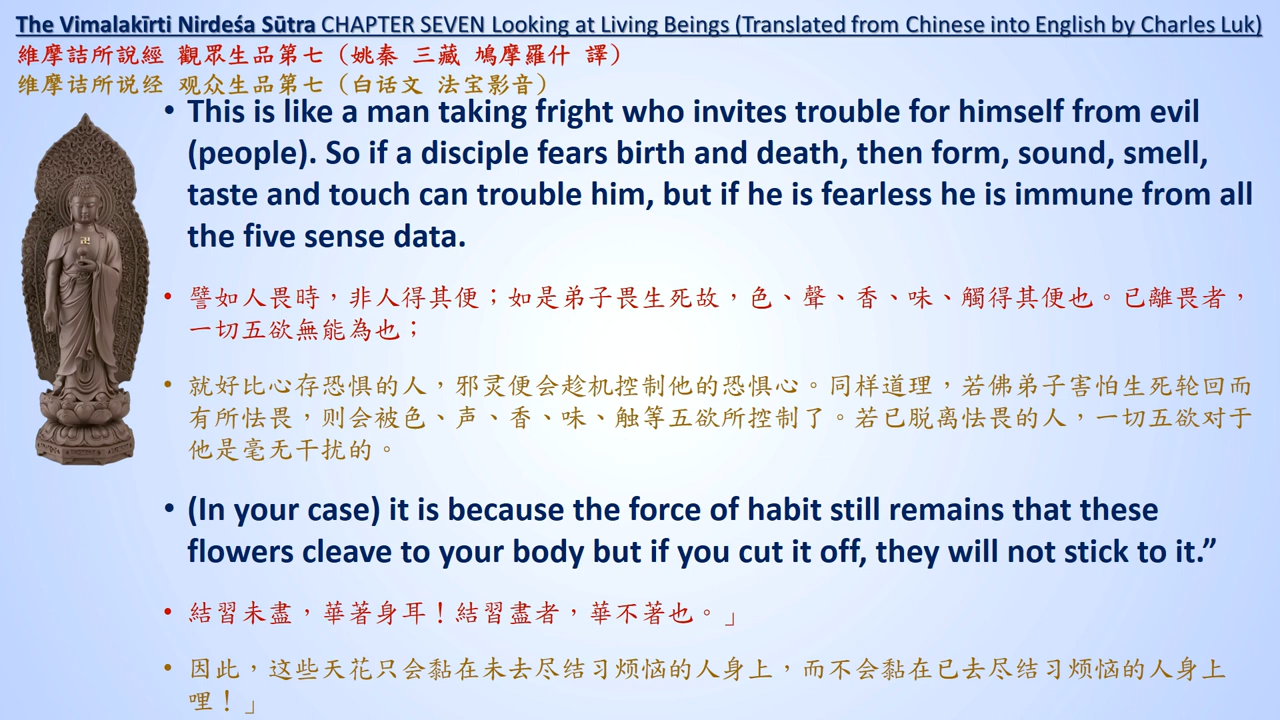 The Vimalakīrti Nirdeśa Sūtra CHAPTER SEVEN Looking at Living Beings (Translated from Chinese into English by Charles Luk)
維摩詰所說經 觀眾生品第七（姚秦 三藏 鳩摩羅什 譯）
维摩诘所说经 观众生品第七（白话文 法宝影音）
• This is like a man taking fright who invites trouble for himself from evil
(people). So if a disciple fears birth and death, then form, sound, smell,
taste and touch can trouble him, but if he is fearless he is immune from all
the five sense data.
• 譬如人畏時，非人得其便；如是弟子畏生死故，色、聲、香、味、觸得其便也。已離畏者，
一切五欲無能為也；
• 就好比心存恐惧的人，邪灵便会趁机控制他的恐惧心。同样道理，若佛弟子害怕生死轮回而
有所怯畏，则会被色、声、香、味、触等五欲所控制了。若已脱离怯畏的人，一切五欲对于
他是毫无干扰的。
• (In your case) it is because the force of habit still remains that these
flowers cleave to your body but if you cut it off, they will not stick to it.”
• 結習未盡，華著身耳！結習盡者，華不著也。」
• 因此，这些天花只会黏在未去尽结习烦恼的人身上，而不会黏在已去尽结习烦恼的人身上
哩！」